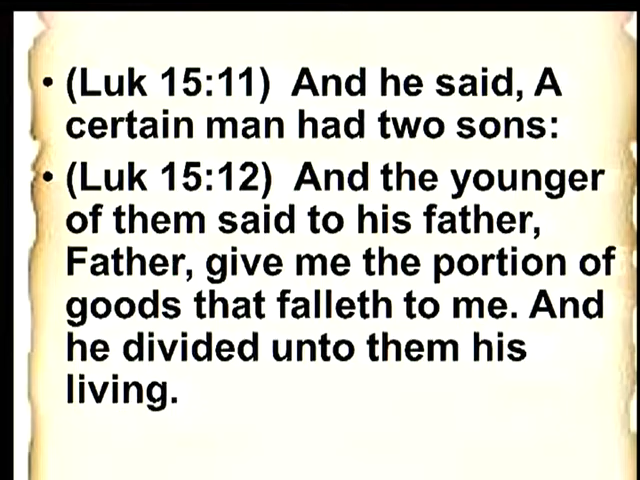 • (Luk 15:11)  And he said, A
certain man had two sons:
• (Luk 15:12)  And the younger
of them said to his father,
Father, give me the portion of
goods that falleth to me. And
he divided unto them his
living.